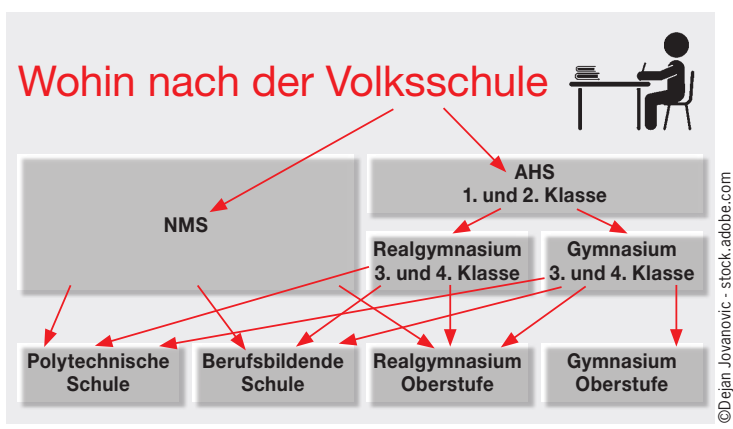 Wohin nach der Volksschule
AHS
1. und 2. Klasse
NMS
Realgymnasium
3. und 4. Klasse
Gymnasium
3. und 4. Klasse
Polytechnische
Schule
Berufsbildende
Schule
Realgymnasium
Oberstufe
Gymnasium
Oberstufe
©Dejan Jovanovic - stock.adobe.com